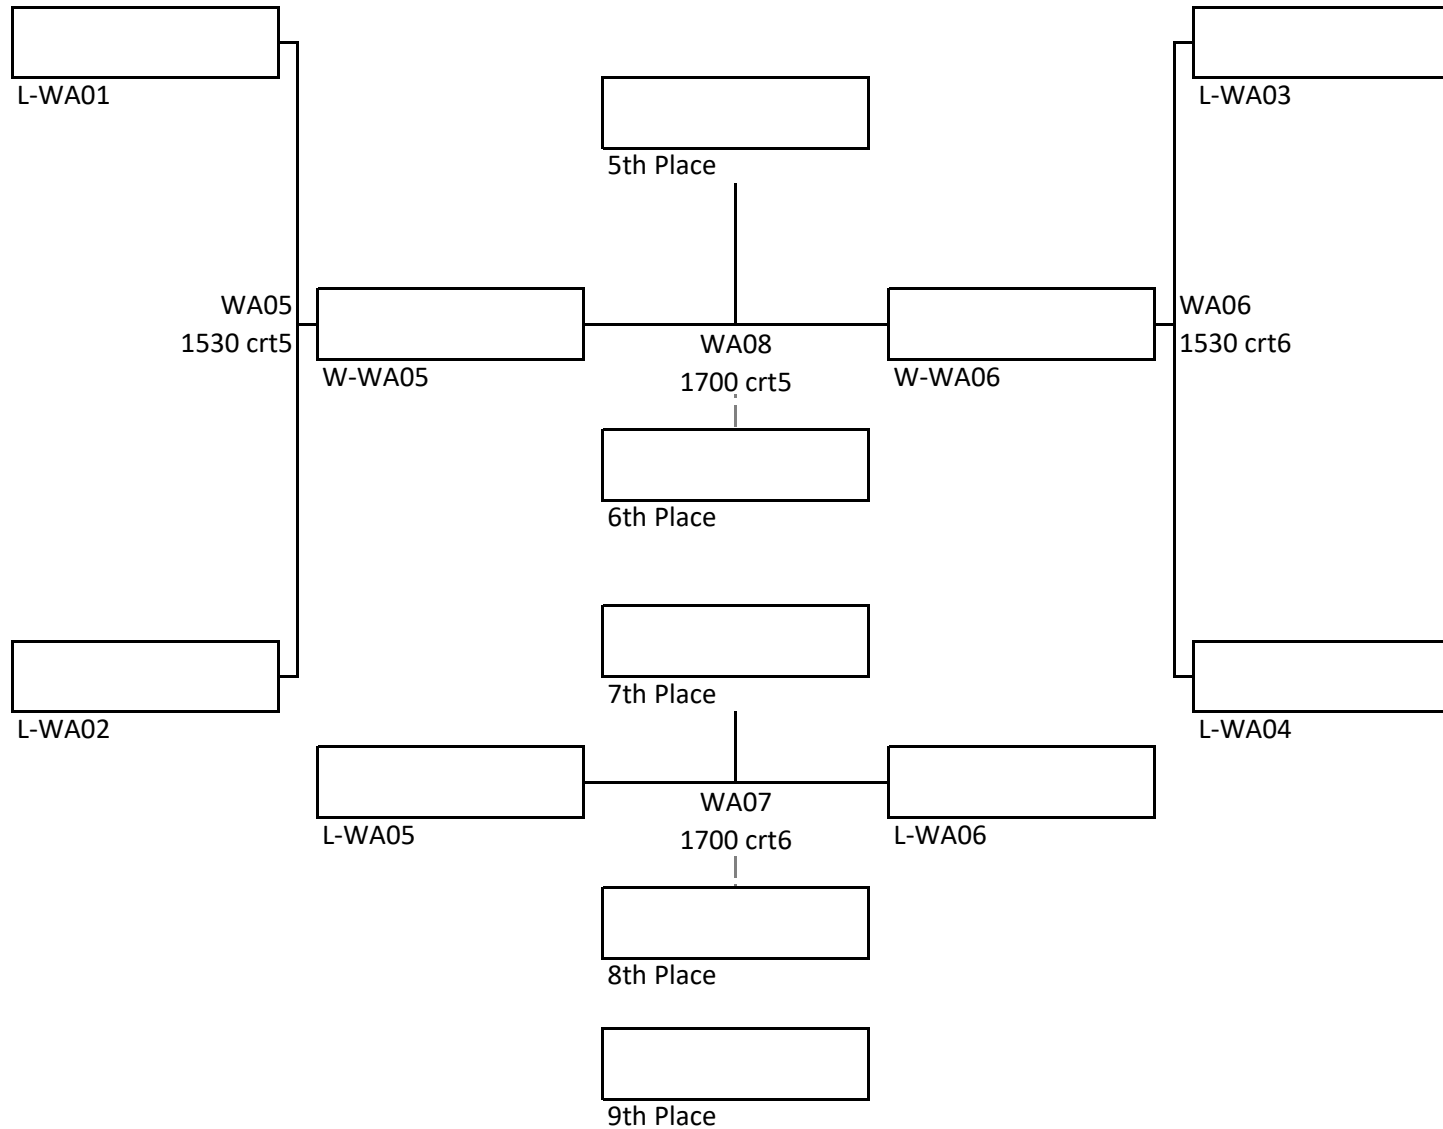 L-WA01
L-WA03
5th Place
WA05
1530 crt5
W-WA05
WA08
1700 crt5
W-WA06
WA06
1530 crt6
6th Place
7th Place
L-WA02
L-WA04
L-WA05
WA07
1700 crt6
L-WA06
8th Place
9th Place